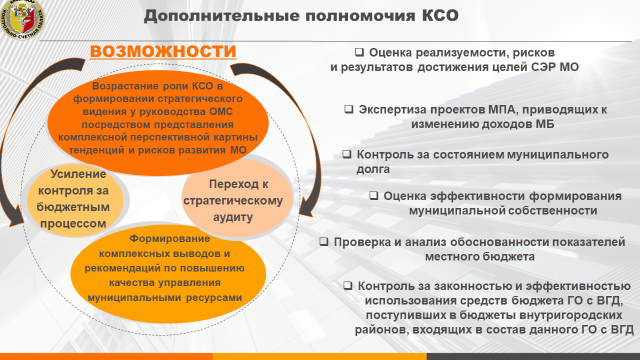 Дополнительные полномочия КСО
ВОЗМОЖНОСТИ
Возрастание роли КСО в
формировании стратегического
видения у руководства ОМС
посредством представления
комплексной перспективной картины
тенденций и рисков развития МО
Усиление
контроля за
бюджетным
процессом
Переход к
стратегическому
аудиту
Формирование
комплексных выводов и
рекомендаций по повышению
качества управления
муниципальными ресурсами
❑ Оценка реализуемости, рисков
и результатов достижения целей СЭР МО
❑ Экспертиза проектов МПА, приводящих к
изменению доходов МБ
❑ Контроль за состоянием муниципального
долга
❑ Оценка эффективности формирования
муниципальной собственности
❑ Проверка и анализ обоснованности показателей
местного бюджета
❑ Контроль за законностью и эффективностью
использования средств бюджета ГО с ВГД,
поступивших в бюджеты внутригородских
районов, входящих в состав данного ГО с ВГД